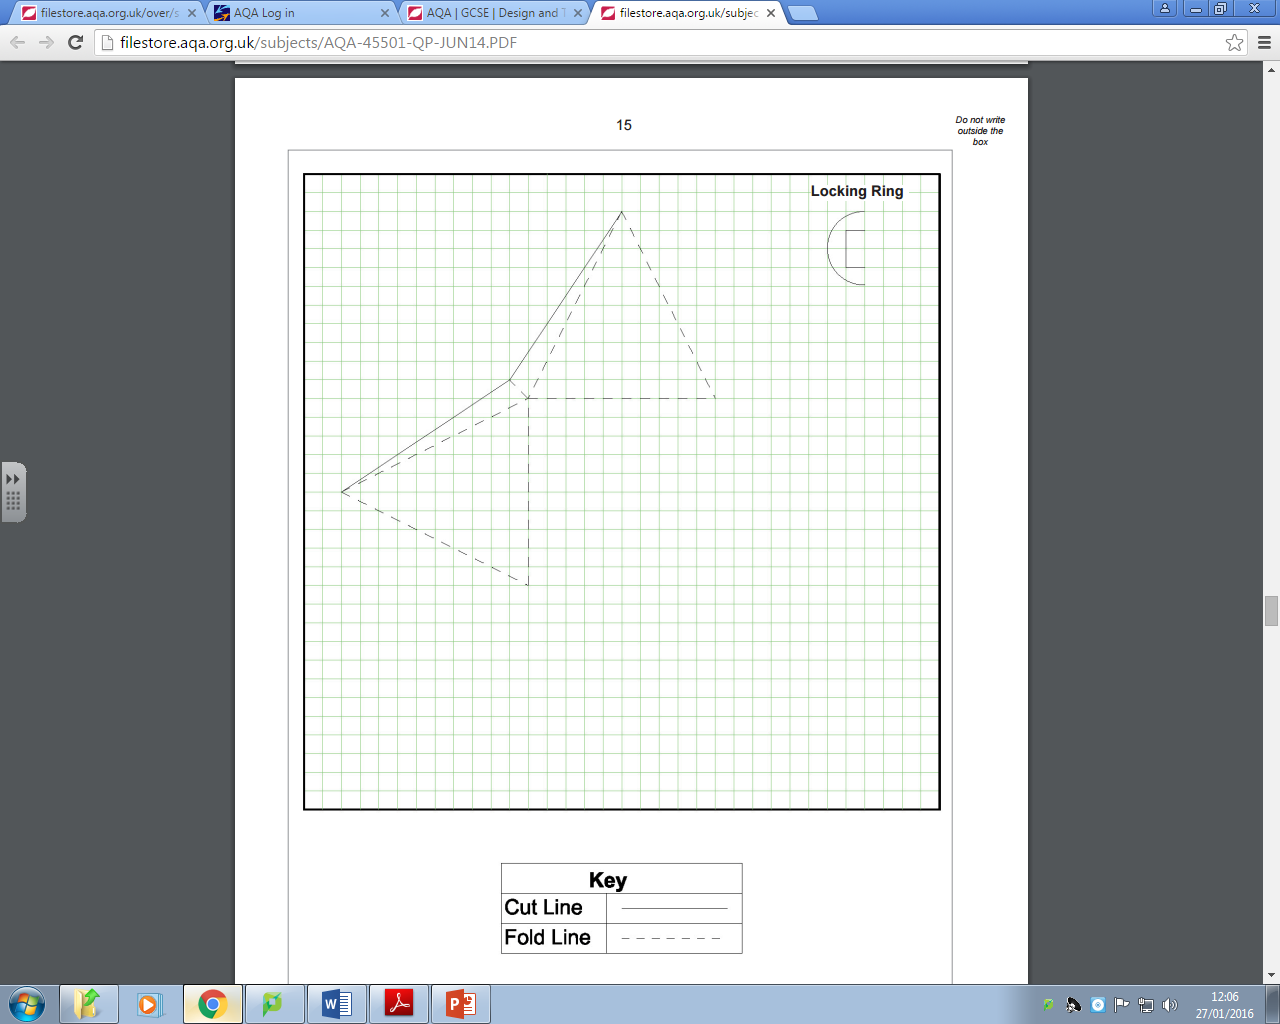 filestore.aqa.org.uk/over/s
AQA Log in
AQA | GCSE | Design and T
filestore.aqa.org.uk/subjec
filestore.aqa.org.uk/subjects/AQA-45501-QP-JUN14.PDF
15
Do not write
outside the
box
Locking Ring
Key
Cut Line
Fold Line
12:06
27/01/2016